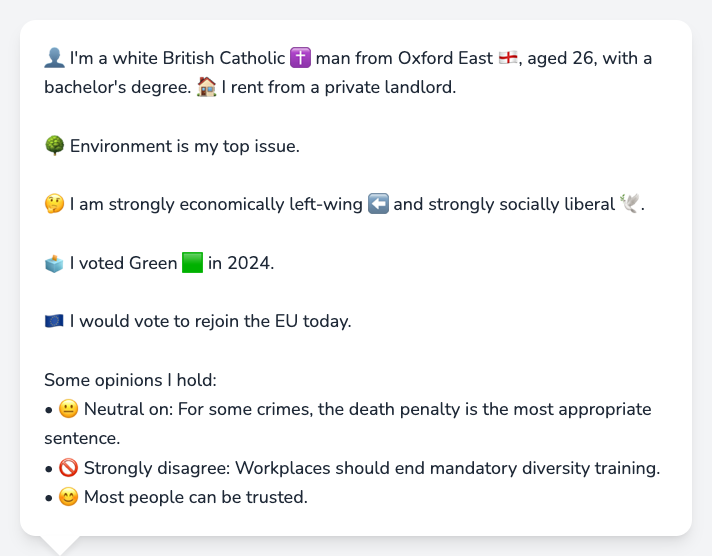 👤 I'm a white British Catholic ✝️ man from Oxford East 🏴󠁧󠁢󠁥󠁮󠁧󠁿, aged 26, with a
bachelor's degree. 🏠 I rent from a private landlord.
🌳 Environment is my top issue.
🤔 I am strongly economically left-wing ⬅️ and strongly socially liberal 🕊️.
🗳️ I voted Green 🟩 in 2024.
🇪🇺 I would vote to rejoin the EU today.
Some opinions I hold:
• 😐 Neutral on: For some crimes, the death penalty is the most appropriate
sentence.
• 🚫 Strongly disagree: Workplaces should end mandatory diversity training.
• 😊 Most people can be trusted.